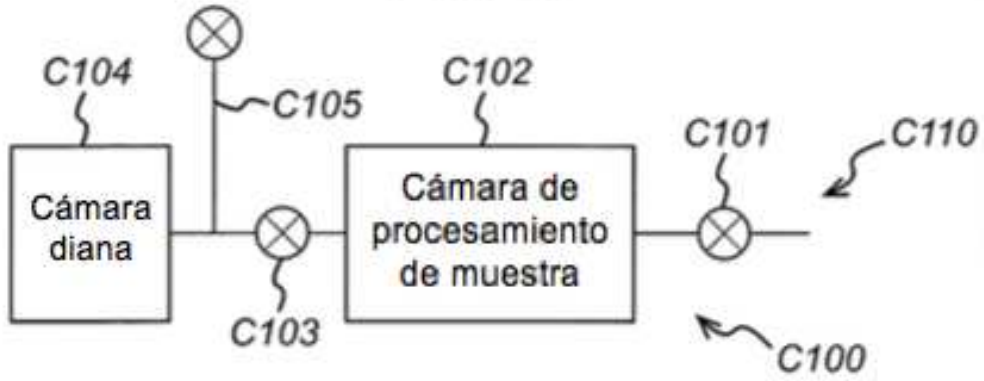 C104
C102
C105
C101
C110
Cámara
diana
Cámara de
procesamiento
de muestra
C103
C100